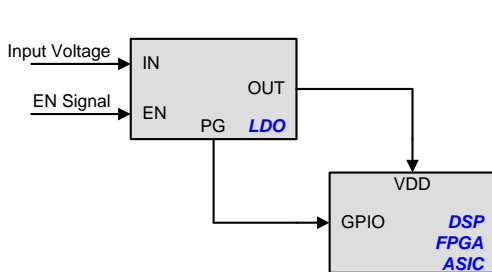 Input Voltage
IN
OUT
EN Signal
EN
PG LDO
VDD
GPIO DSP
FPGA
ASIC